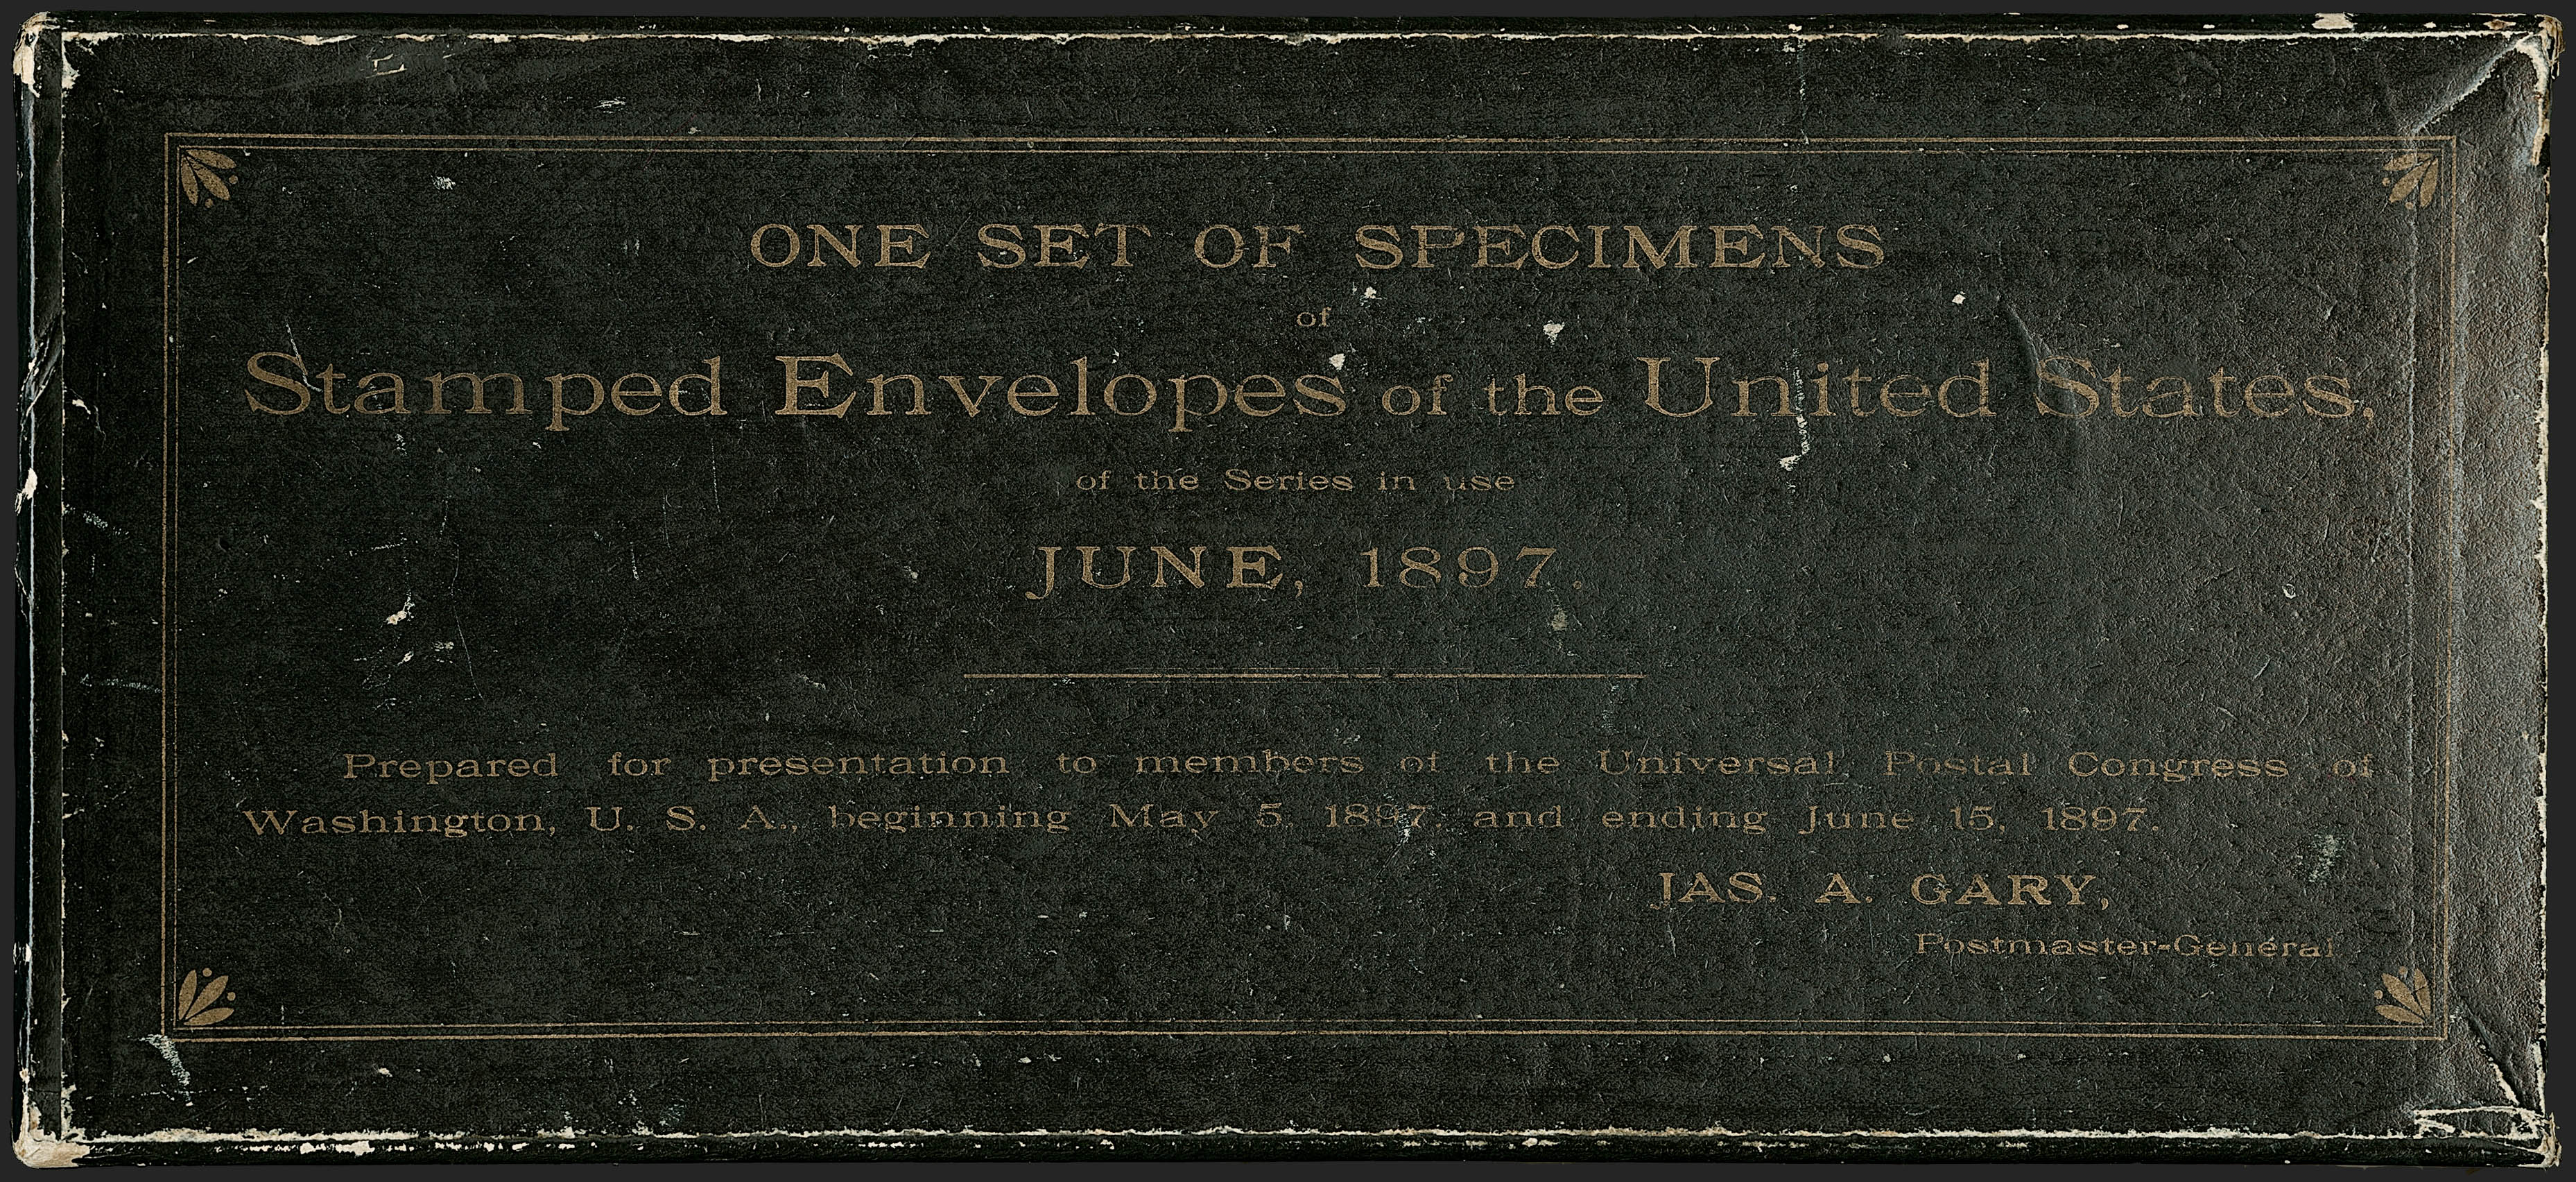 ONE SET OF SPECIMENS
of
Stamped Envelopes of the United States,
of the Series in use
JUNE, 1897.
Prepared for presentation to members of the Universal Postal Congress of
Washington, U. S. A., beginning May 5, 1897, and ending June 15, 1897.
JAS. A. GARY,
Postmaster-General